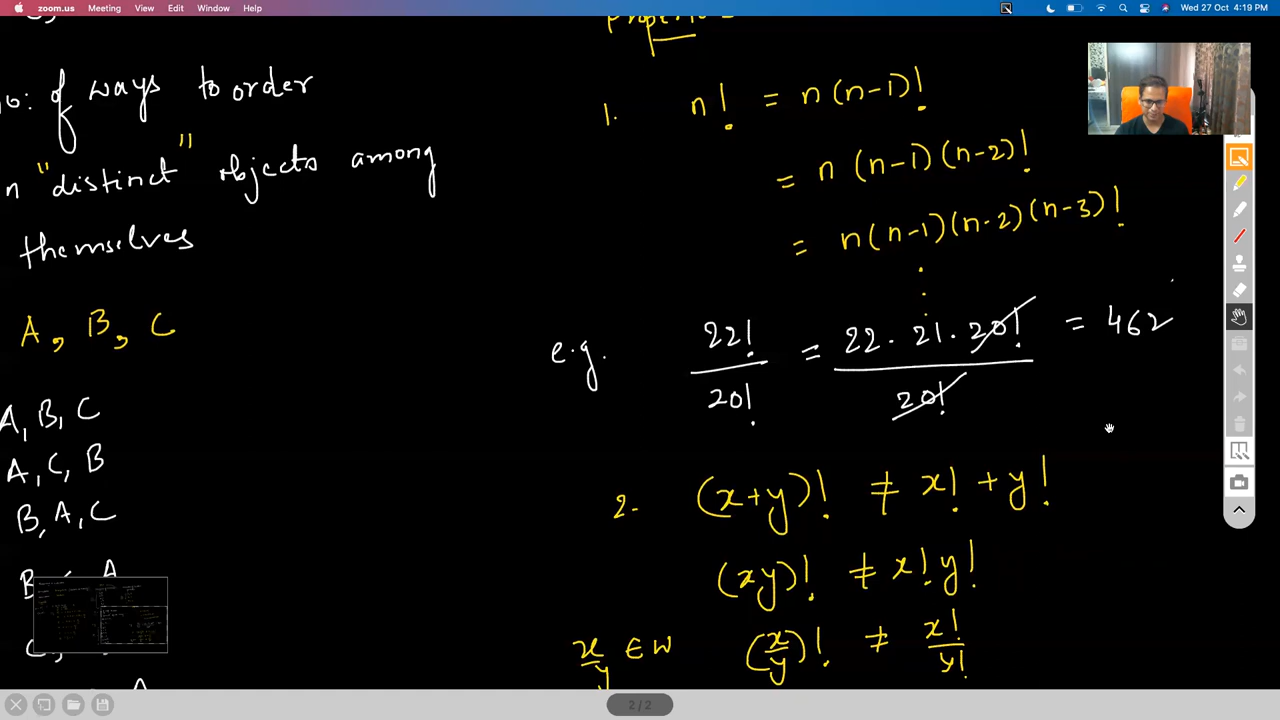 zoom.us Meeting View Edit Window Help Wed 27 Oct 4:19 PM
of ways to order
n "distinct" objects among
themselves
A, B, C
A, B, C
A, C, B
B, A, C
1. n! = n(n-1)!
= n(n-1)(n-2)!
= n(n-1)(n-2)(n-3)!
e.g. 22!/20! = 22·21·20!/20! = 462
2. (x+y)! ≠ x! + y!
(xy)! ≠ x!y!
x/y ∈ W (x/y)! ≠ x!/y!
2 / 2